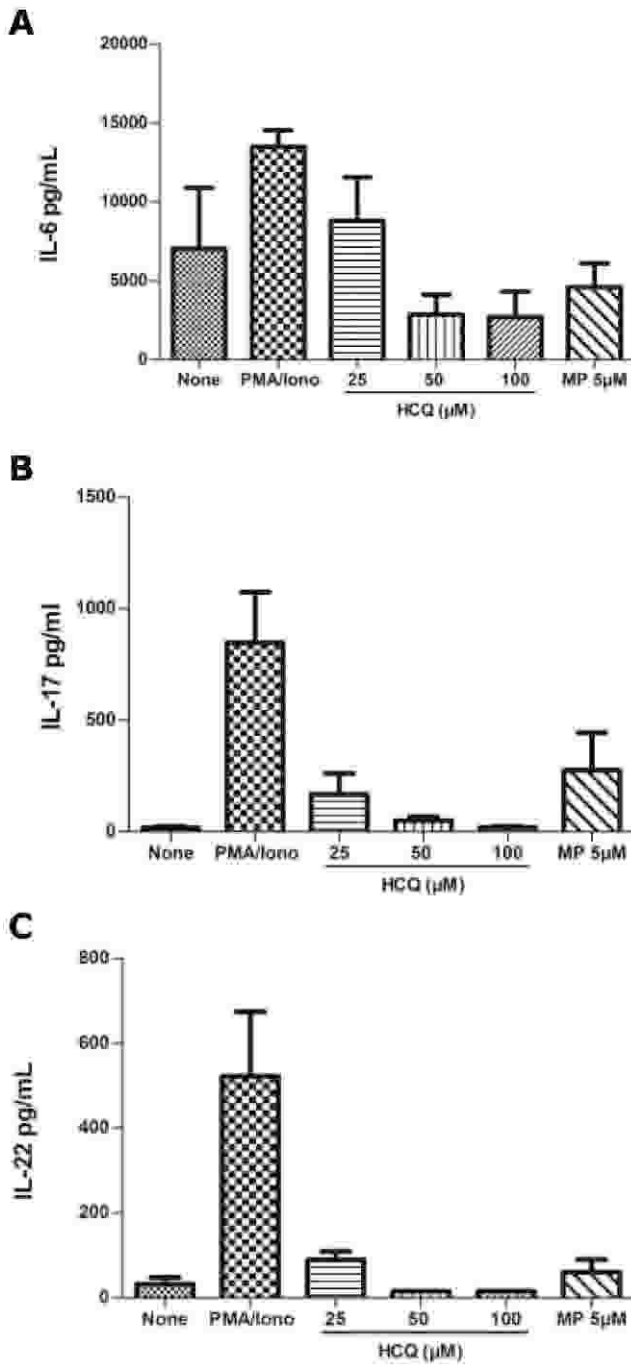 A
20000
15000
10000
5000
0
IL-6 pg/mL
None PMA/Iono 25 50 100 MP 5µM
HCQ (µM)
B
1500
1000
500
0
IL-17 pg/ml
None PMA/Iono 25 50 100 MP 5µM
HCQ (µM)
C
800
600
400
200
0
IL-22 pg/mL
None PMA/Iono 25 50 100 MP 5µM
HCQ (µM)